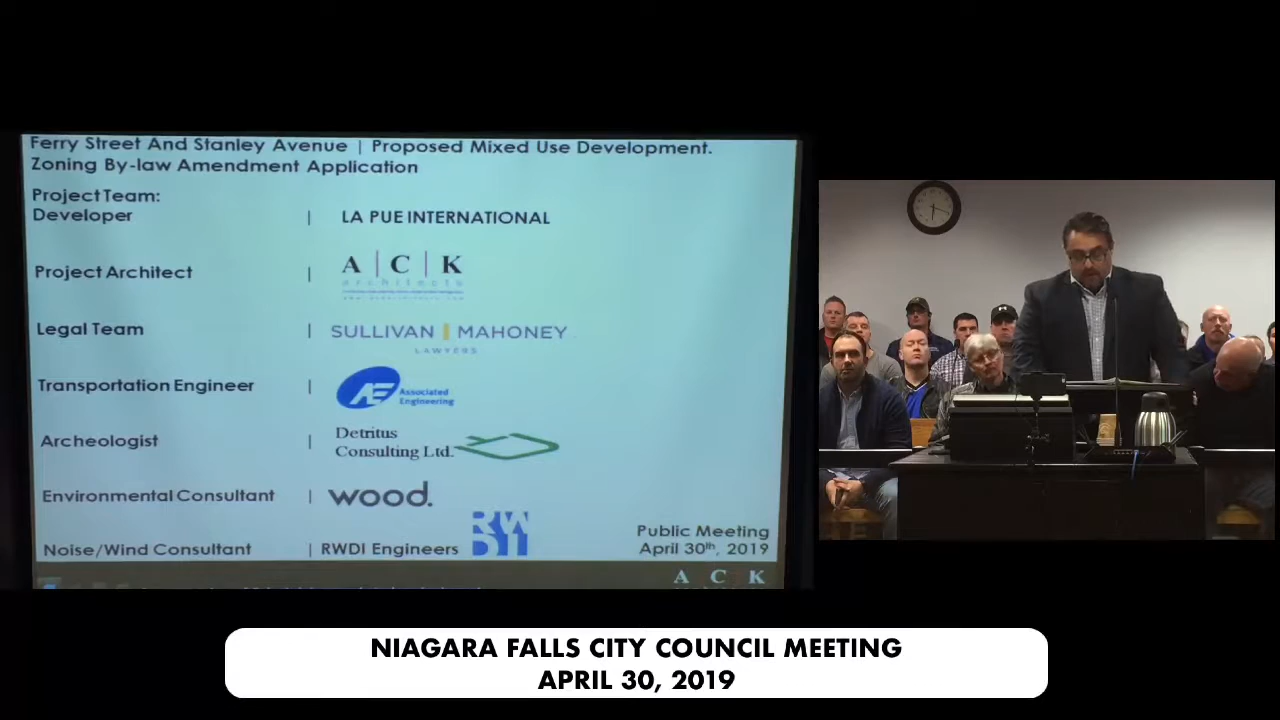 Ferry Street And Stanley Avenue | Proposed Mixed Use Development.
Zoning By-law Amendment Application
Project Team:
Developer | LA PUE INTERNATIONAL
Project Architect | A | C | K
architects
Legal Team | SULLIVAN | MAHONEY
LAWYERS
Transportation Engineer | AE Associated
Engineering
Archeologist | Detritus
Consulting Ltd.
Environmental Consultant | wood.
Noise/Wind Consultant | RWDI Engineers RWDI
Public Meeting
April 30th, 2019
A C K
NIAGARA FALLS CITY COUNCIL MEETING
APRIL 30, 2019